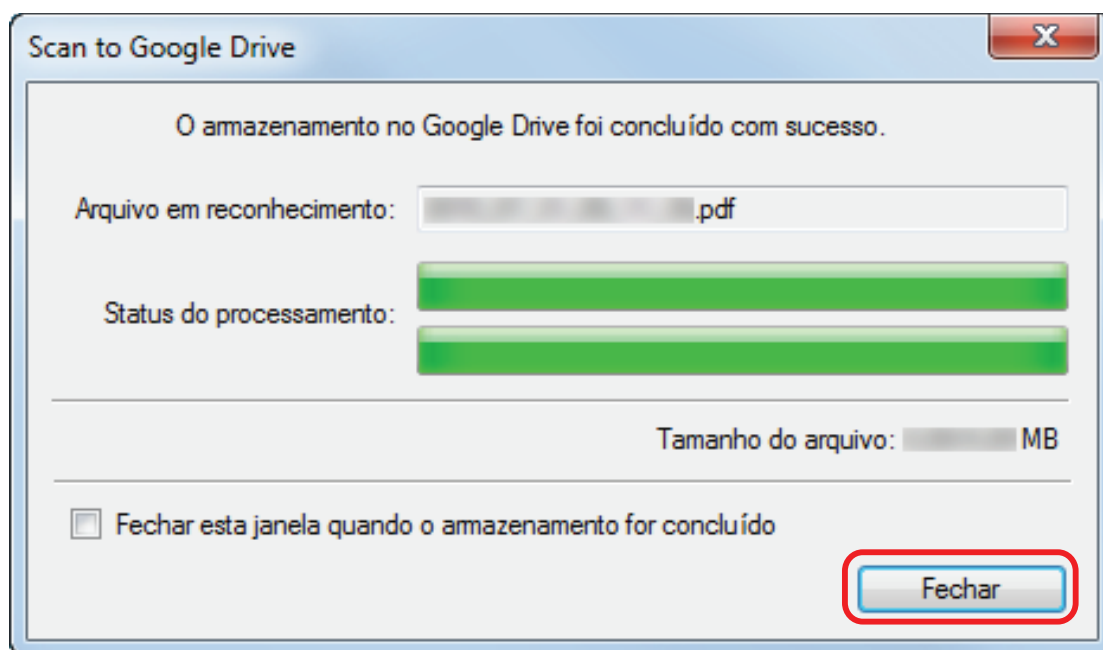 Scan to Google Drive
O armazenamento no Google Drive foi concluído com sucesso.
Arquivo em reconhecimento: .pdf
Status do processamento:
Tamanho do arquivo: MB
Fechar esta janela quando o armazenamento for concluído
Fechar